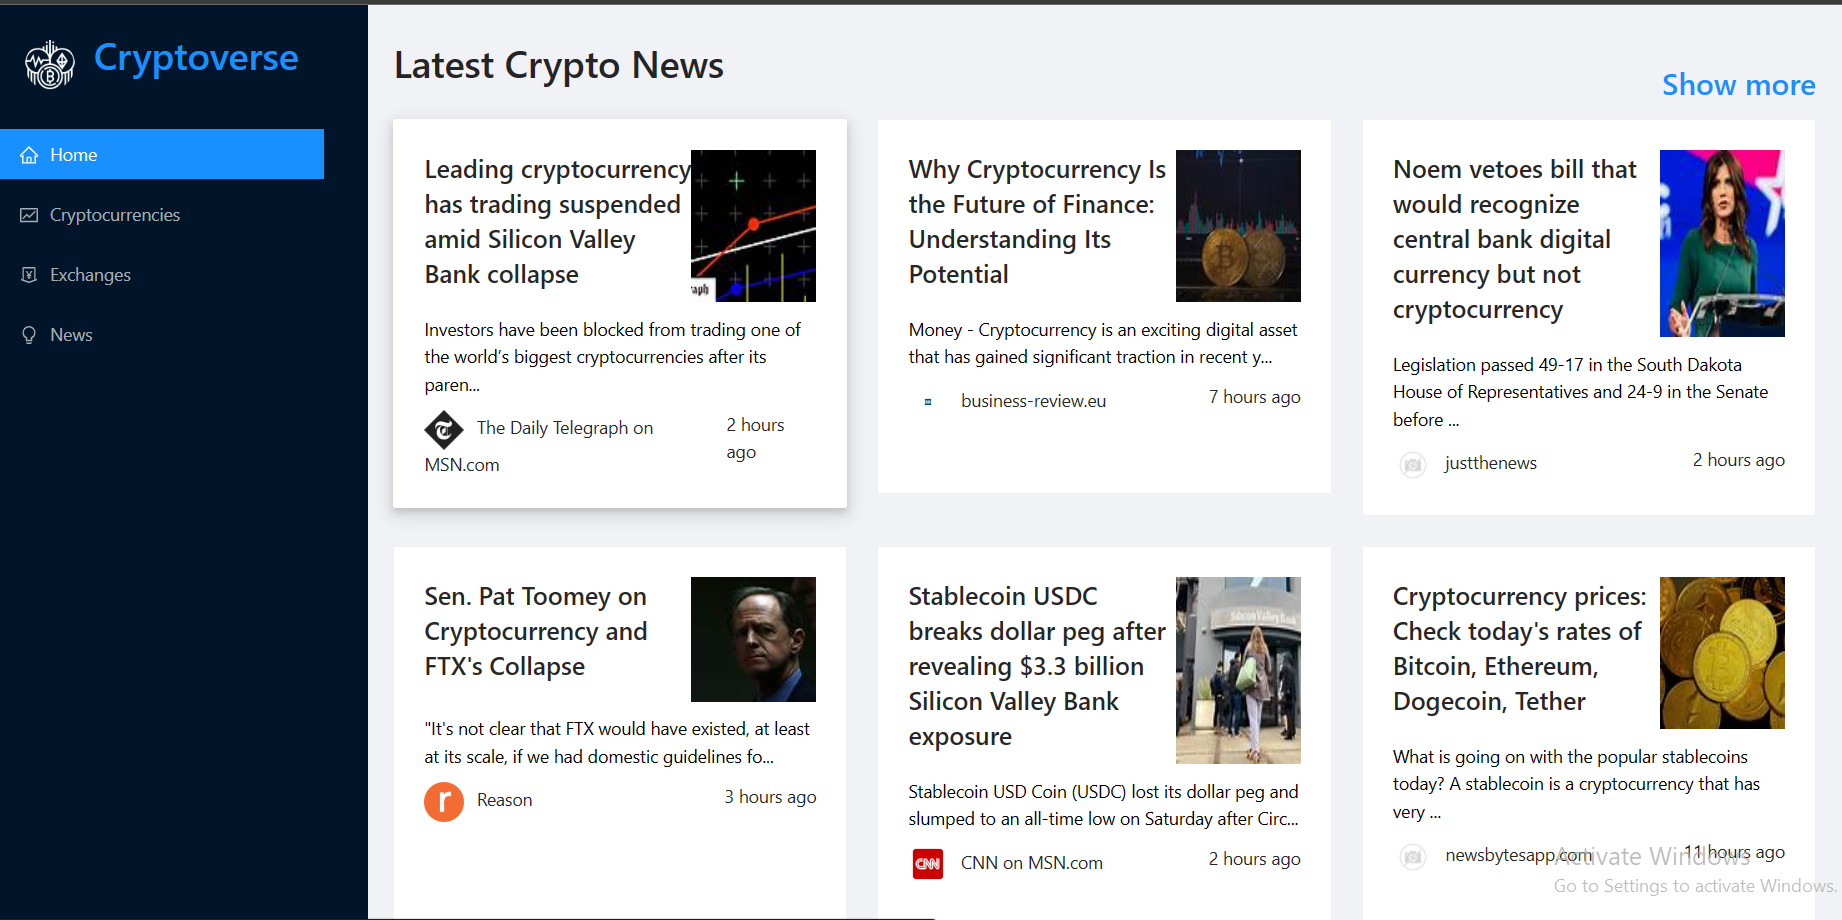 Cryptoverse
Home
Cryptocurrencies
Exchanges
News
Latest Crypto News
Show more
Leading cryptocurrency
has trading suspended
amid Silicon Valley
Bank collapse
raph
Investors have been blocked from trading one of
the world’s biggest cryptocurrencies after its
paren...
The Daily Telegraph on
MSN.com
2 hours
ago
Why Cryptocurrency Is
the Future of Finance:
Understanding Its
Potential
Money - Cryptocurrency is an exciting digital asset
that has gained significant traction in recent y...
business-review.eu
7 hours ago
Noem vetoes bill that
would recognize
central bank digital
currency but not
cryptocurrency
Legislation passed 49-17 in the South Dakota
House of Representatives and 24-9 in the Senate
before ...
justthenews
2 hours ago
Sen. Pat Toomey on
Cryptocurrency and
FTX's Collapse
"It's not clear that FTX would have existed, at least
at its scale, if we had domestic guidelines fo...
r
Reason
3 hours ago
Stablecoin USDC
breaks dollar peg after
revealing $3.3 billion
Silicon Valley Bank
exposure
Silicon Valley Bank
Stablecoin USD Coin (USDC) lost its dollar peg and
slumped to an all-time low on Saturday after Circ...
CNN
CNN on MSN.com
2 hours ago
Cryptocurrency prices:
Check today's rates of
Bitcoin, Ethereum,
Dogecoin, Tether
What is going on with the popular stablecoins
today? A stablecoin is a cryptocurrency that has
very ...
newsbytesapp.com
11 hours ago
Activate Windows
Go to Settings to activate Windows.